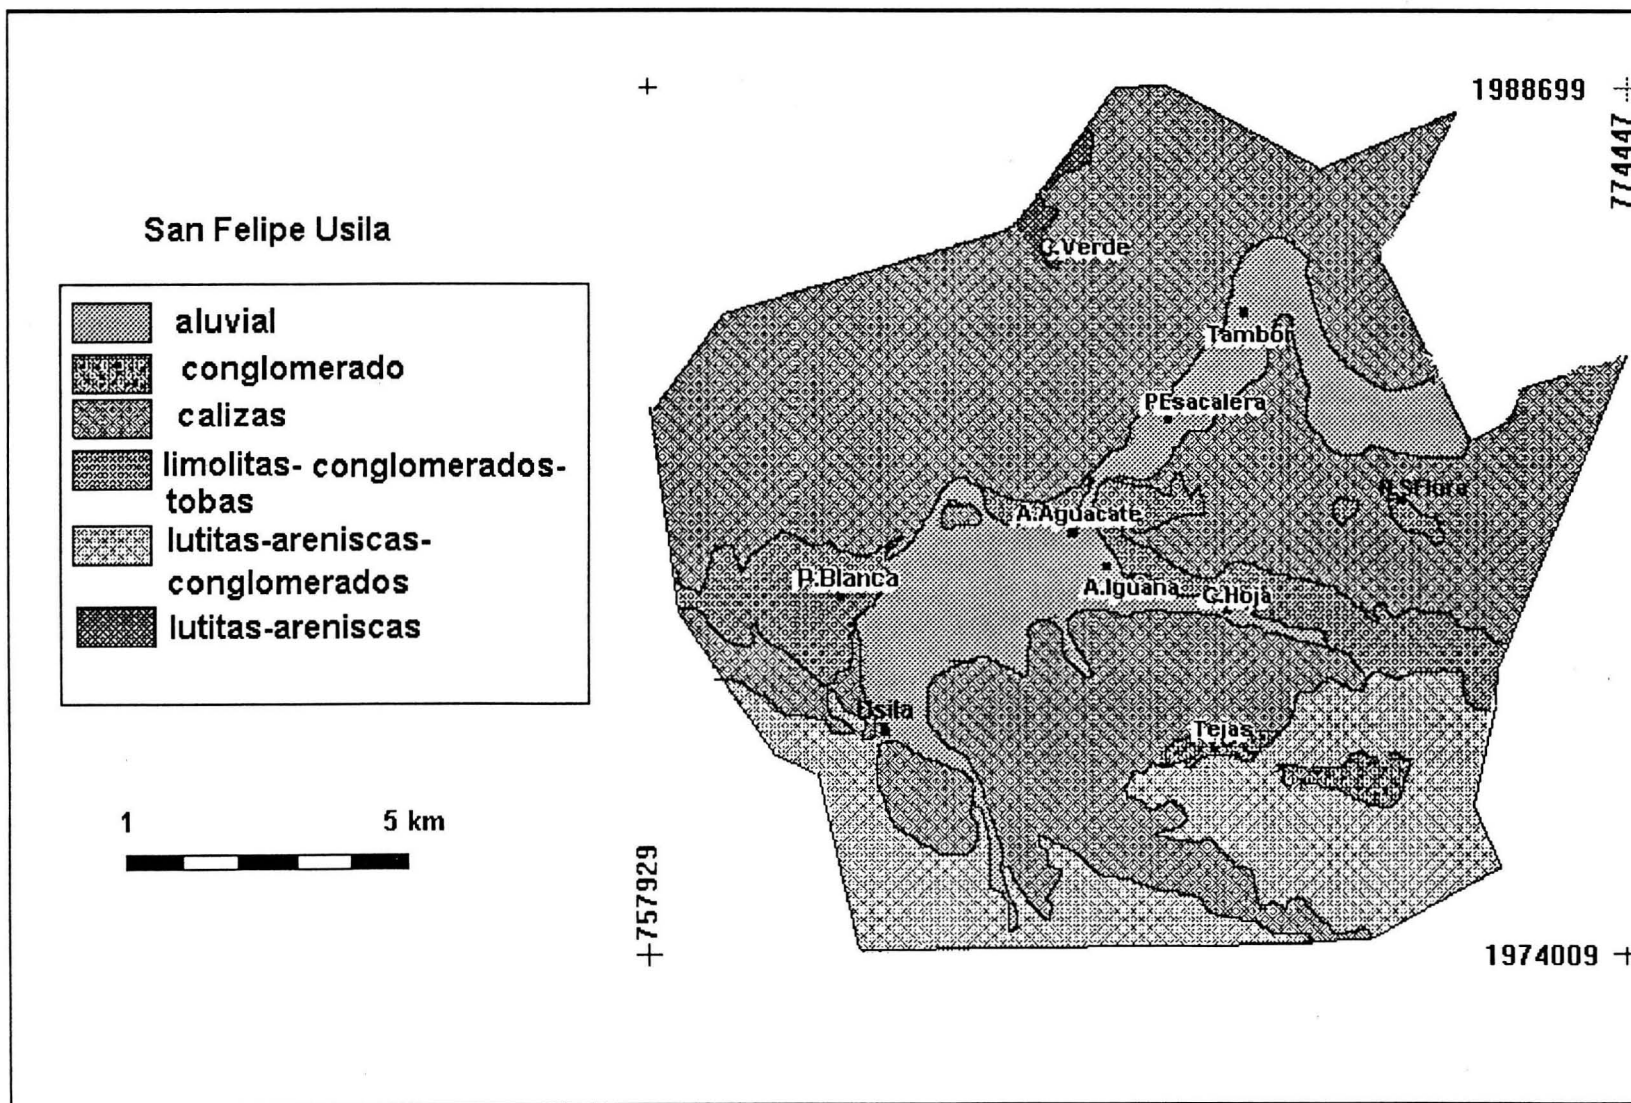 1988699
774447
San Felipe Usila
C.Verde
aluvial
Tambor
conglomerado
PEsacalera
calizas
limolitas- conglomerados-
tobas
A.Aguacate
lutitas-areniscas-
conglomerados
P.Blanca
A.Iguana
C.Hoja
lutitas-areniscas
Usila
Tejas
1
5 km
757929
1974009